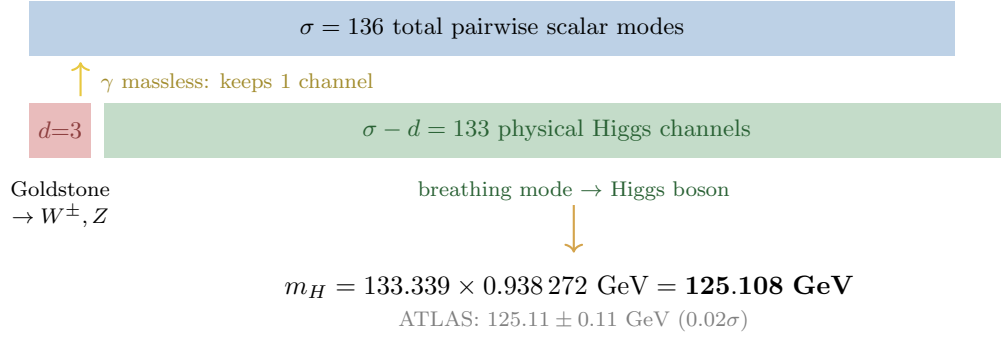 σ = 136 total pairwise scalar modes
γ massless: keeps 1 channel
d=3
σ − d = 133 physical Higgs channels
Goldstone
→ W±, Z
breathing mode → Higgs boson
m_H = 133.339 × 0.938 272 GeV = 125.108 GeV
ATLAS: 125.11 ± 0.11 GeV (0.02σ)